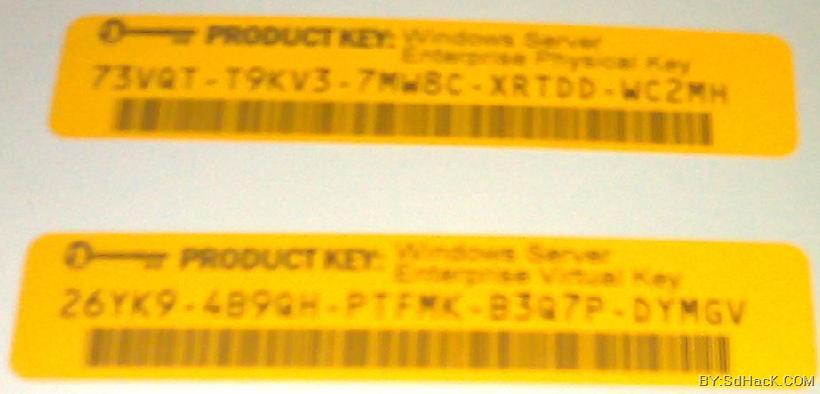 PRODUCT KEY: Windows Server
Enterprise Physical Key
73VQT-T9KV3-7MW8C-XRTDD-WC2MH
PRODUCT KEY: Windows Server
Enterprise Virtual Key
26YK9-4B9QH-PTFMK-B3Q7P-DYMGV
BY:SdHacK.COM